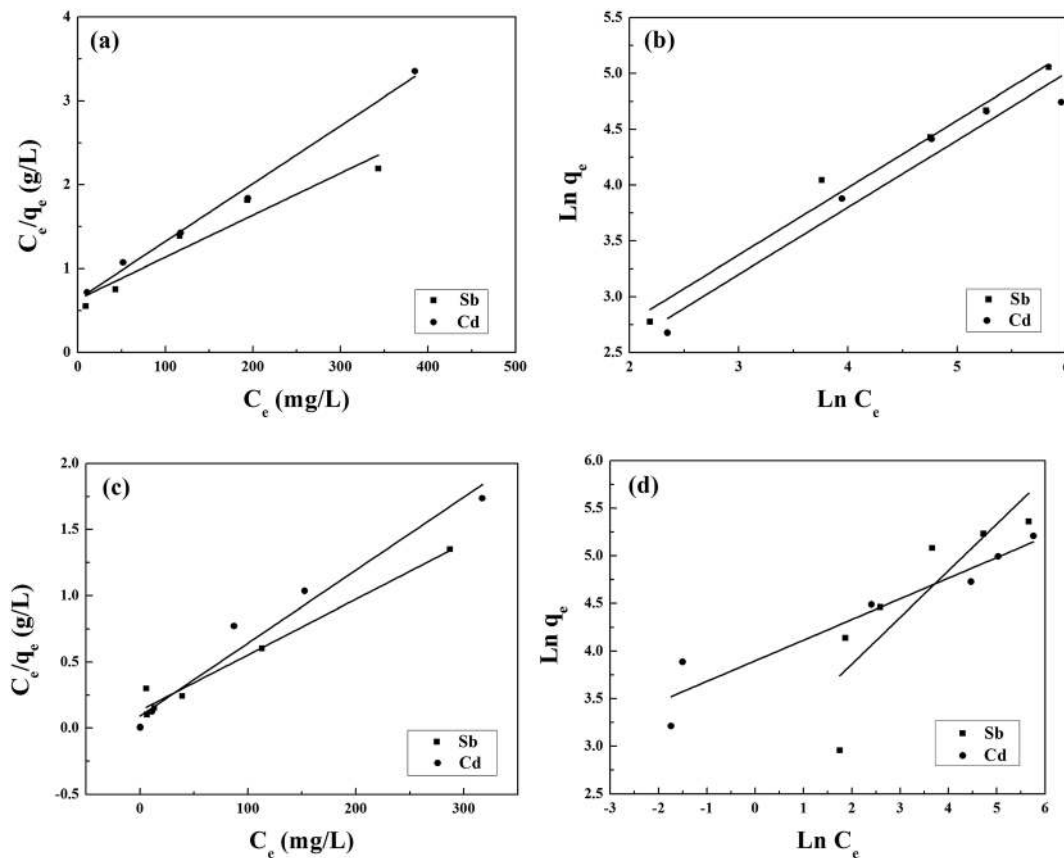 (a)
4
3
2
1
0
0 100 200 300 400 500
C_e/q_e (g/L)
C_e (mg/L)
Sb
Cd
(b)
5.0
4.5
4.0
3.5
3.0
2.5
2 3 4 5 6
Ln q_e
Ln C_e
Sb
Cd
(c)
2.0
1.5
1.0
0.5
0.0
-0.5
0 100 200 300
C_e/q_e (g/L)
C_e (mg/L)
Sb
Cd
(d)
6.0
5.5
5.0
4.5
4.0
3.5
3.0
2.5
-3 -2 -1 0 1 2 3 4 5 6
Ln q_e
Ln C_e
Sb
Cd